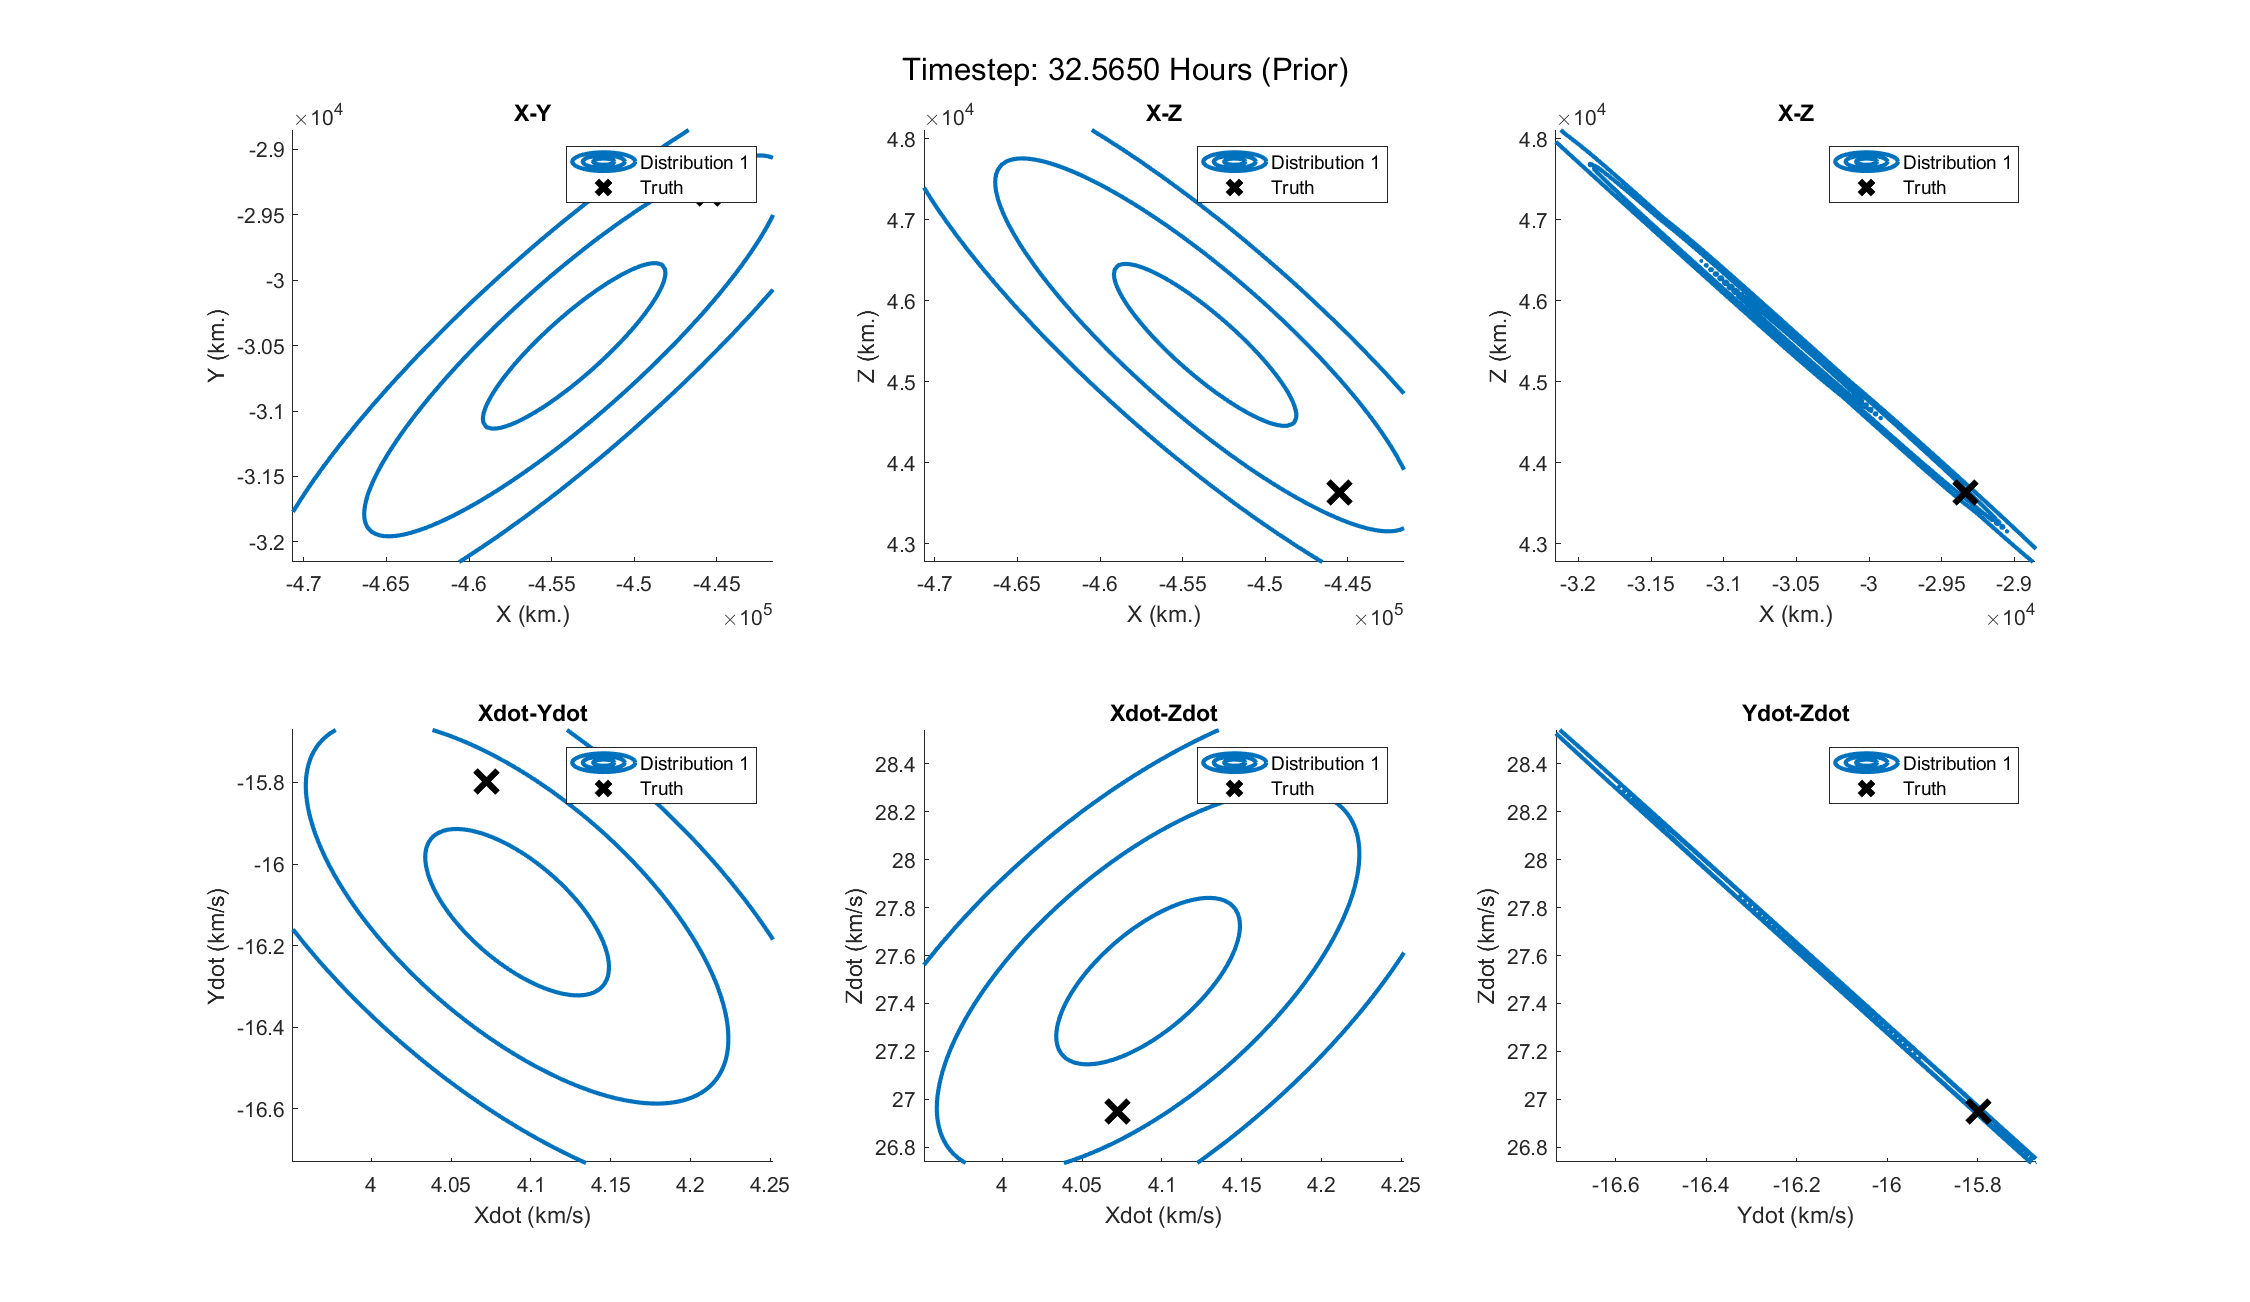 Timestep: 32.5650 Hours (Prior)
X-Y
×10^4
-2.9
-2.95
-3
-3.05
-3.1
-3.15
-3.2
Y (km.)
-4.7 -4.65 -4.6 -4.55 -4.5 -4.45
X (km.)
×10^5
Distribution 1
Truth
X-Z
×10^4
4.8
4.7
4.6
4.5
4.4
4.3
Z (km.)
-4.7 -4.65 -4.6 -4.55 -4.5 -4.45
X (km.)
×10^5
Distribution 1
Truth
X-Z
×10^4
4.8
4.7
4.6
4.5
4.4
4.3
Z (km.)
-3.2 -3.15 -3.1 -3.05 -3 -2.95 -2.9
X (km.)
×10^4
Distribution 1
Truth
Xdot-Ydot
-15.8
-16
-16.2
-16.4
-16.6
Ydot (km/s)
4 4.05 4.1 4.15 4.2 4.25
Xdot (km/s)
Distribution 1
Truth
Xdot-Zdot
28.4
28.2
28
27.8
27.6
27.4
27.2
27
26.8
Zdot (km/s)
4 4.05 4.1 4.15 4.2 4.25
Xdot (km/s)
Distribution 1
Truth
Ydot-Zdot
28.4
28.2
28
27.8
27.6
27.4
27.2
27
26.8
Zdot (km/s)
-16.6 -16.4 -16.2 -16 -15.8
Ydot (km/s)
Distribution 1
Truth